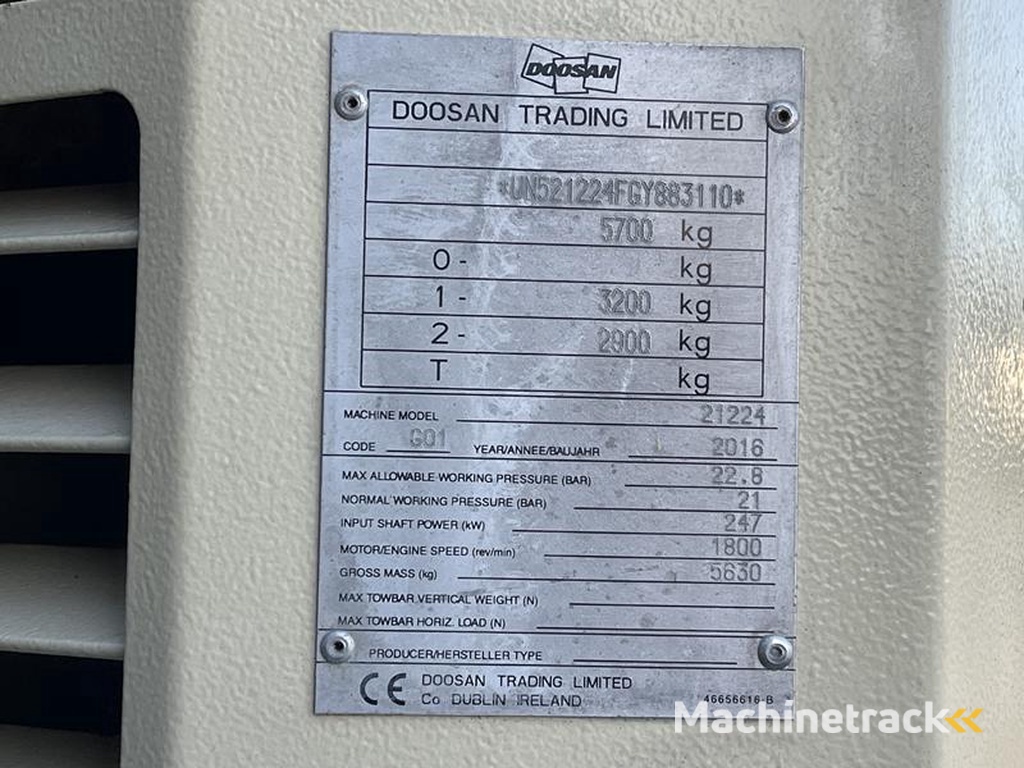 DOOSAN
DOOSAN TRADING LIMITED
*UN521224FGY883110*
5700 kg
0- kg
1- 3200 kg
2- 2900 kg
T kg
MACHINE MODEL 21224
CODE G01 YEAR/ANNEE/BAUJAHR 2016
MAX ALLOWABLE WORKING PRESSURE (BAR) 22.8
NORMAL WORKING PRESSURE (BAR) 21
INPUT SHAFT POWER (kW) 247
MOTOR/ENGINE SPEED (rev/min) 1800
GROSS MASS (kg) 5630
MAX TOWBAR VERTICAL WEIGHT (N)
MAX TOWBAR HORIZ. LOAD (N)
PRODUCER/HERSTELLER TYPE
CE DOOSAN TRADING LIMITED
Co DUBLIN IRELAND 46656616-B
Machinetrack